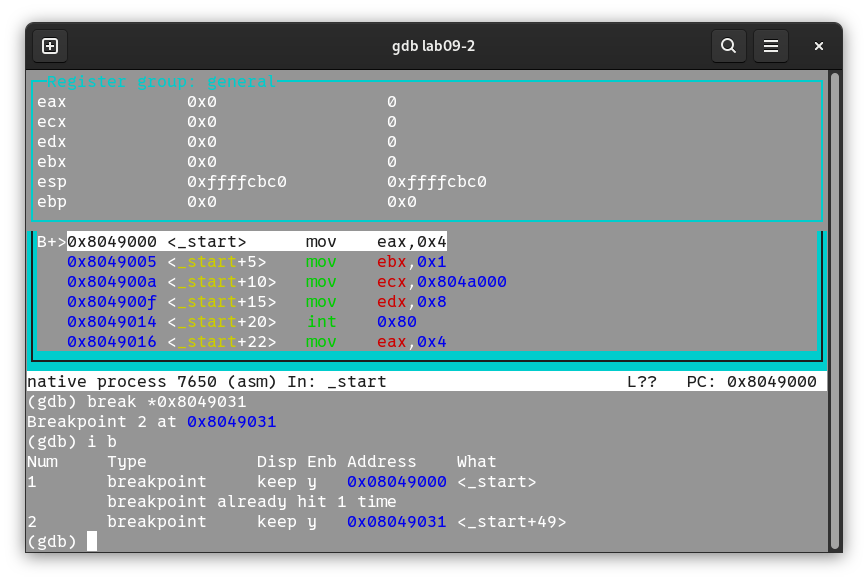 gdb lab09-2
Register group: general
eax            0x0                 0
ecx            0x0                 0
edx            0x0                 0
ebx            0x0                 0
esp            0xffffcbc0          0xffffcbc0
ebp            0x0                 0x0
B+>0x8049000 <_start>      mov    eax,0x4
0x8049005 <_start+5>    mov    ebx,0x1
0x804900a <_start+10>   mov    ecx,0x804a000
0x804900f <_start+15>   mov    edx,0x8
0x8049014 <_start+20>   int    0x80
0x8049016 <_start+22>   mov    eax,0x4
native process 7650 (asm) In: _start                        L??   PC: 0x8049000
(gdb) break *0x8049031
Breakpoint 2 at 0x8049031
(gdb) i b
Num     Type           Disp Enb Address    What
1       breakpoint     keep y   0x08049000 <_start>
breakpoint already hit 1 time
2       breakpoint     keep y   0x08049031 <_start+49>
(gdb)